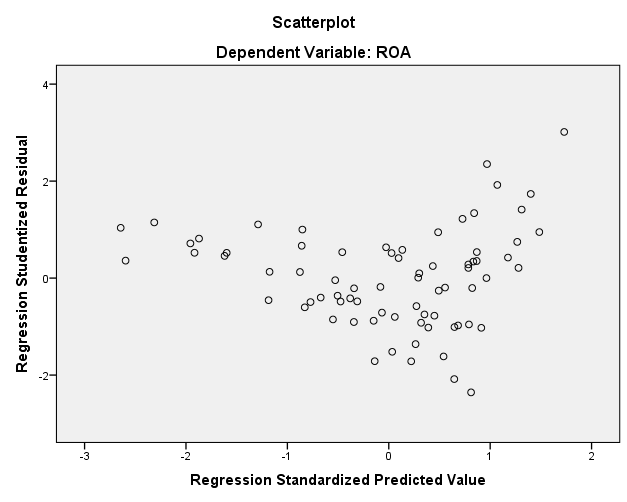 Scatterplot
Dependent Variable: ROA
Regression Studentized Residual
4
2
0
-2
-3
-2
-1
0
1
2
Regression Standardized Predicted Value